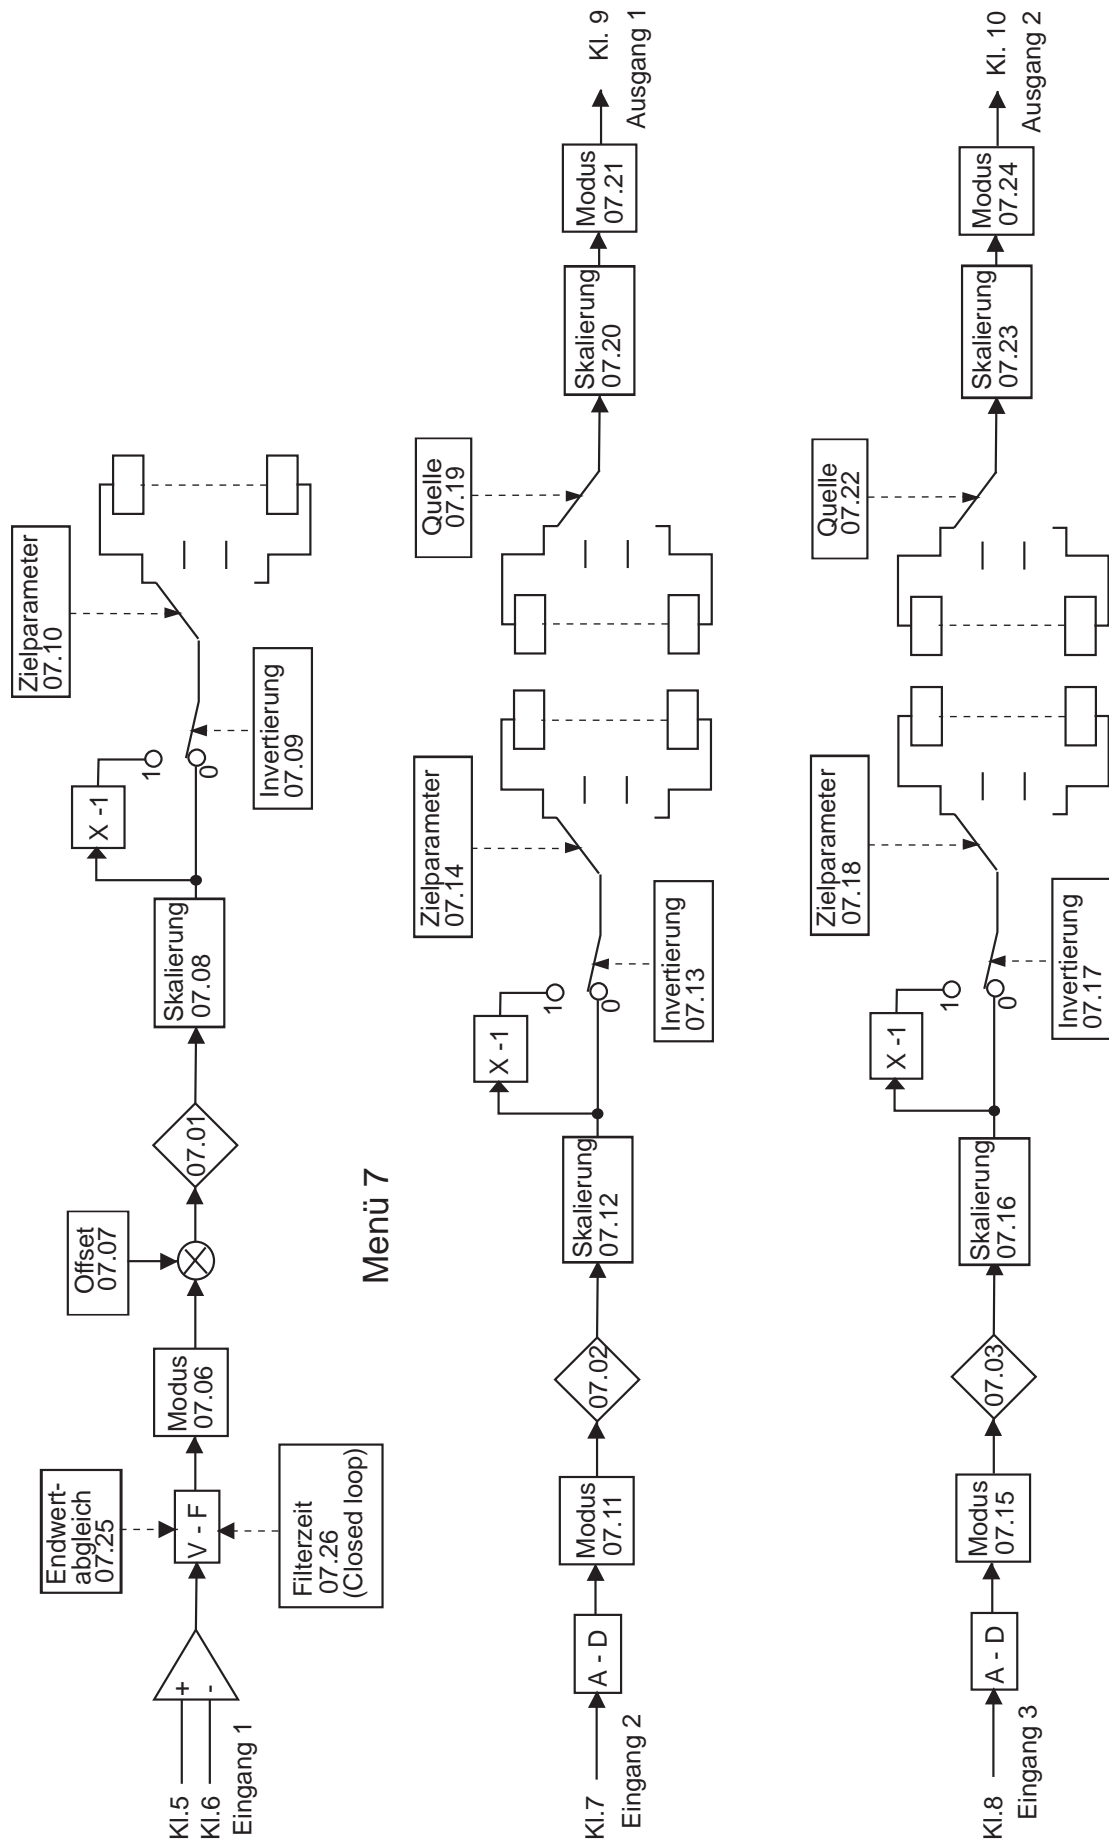 Kl.5
Kl.6
Eingang 1
+
-
Endwert-
abgleich
07.25
V - F
Filterzeit
07.26
(Closed loop)
Modus
07.06
Offset
07.07
07.01
Skalierung
07.08
X -1
1
0
Invertierung
07.09
Zielparameter
07.10
Menü 7
Kl.7
Eingang 2
A - D
Modus
07.11
07.02
Skalierung
07.12
X -1
1
0
Invertierung
07.13
Zielparameter
07.14
Quelle
07.19
Skalierung
07.20
Modus
07.21
Kl. 9
Ausgang 1
Kl.8
Eingang 3
A - D
Modus
07.15
07.03
Skalierung
07.16
X -1
1
0
Invertierung
07.17
Zielparameter
07.18
Quelle
07.22
Skalierung
07.23
Modus
07.24
Kl. 10
Ausgang 2